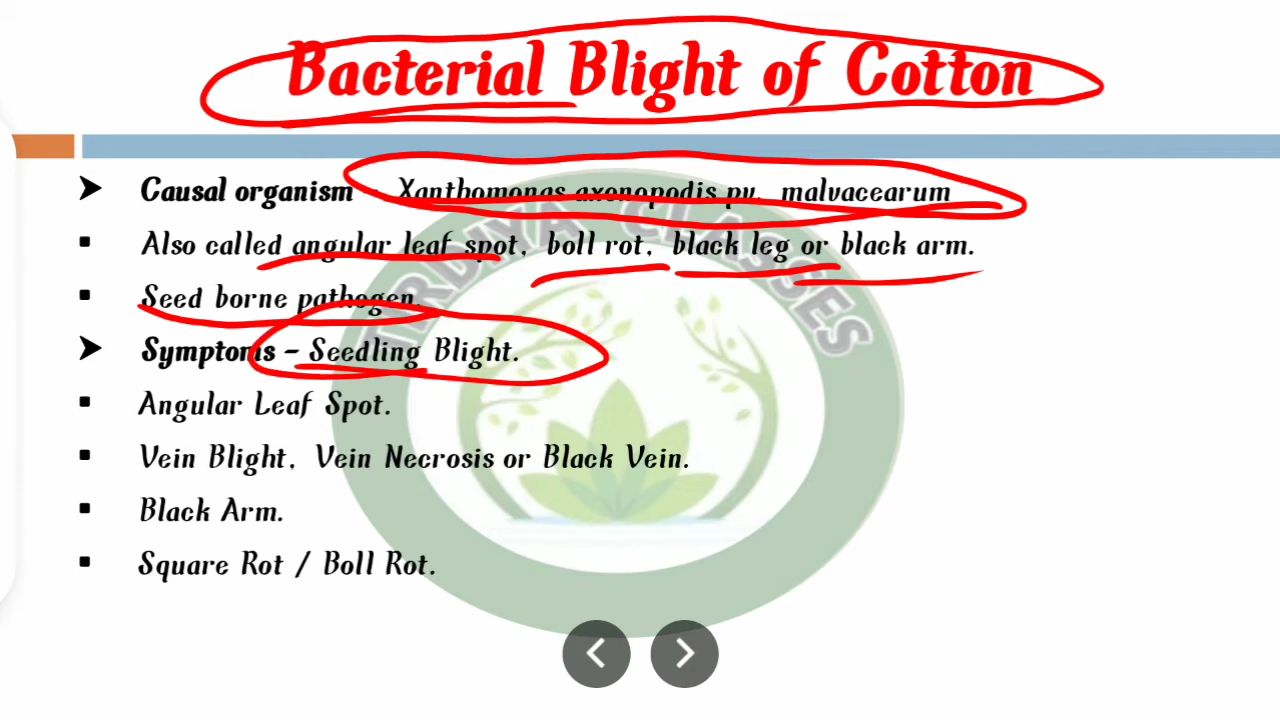 Bacterial Blight of Cotton
Causal organism - Xanthomonas axonopodis pv. malvacearum
Also called angular leaf spot, boll rot, black leg or black arm.
Seed borne pathogen.
Symptoms - Seedling Blight.
Angular Leaf Spot.
Vein Blight, Vein Necrosis or Black Vein.
Black Arm.
Square Rot / Boll Rot.
CLASSES